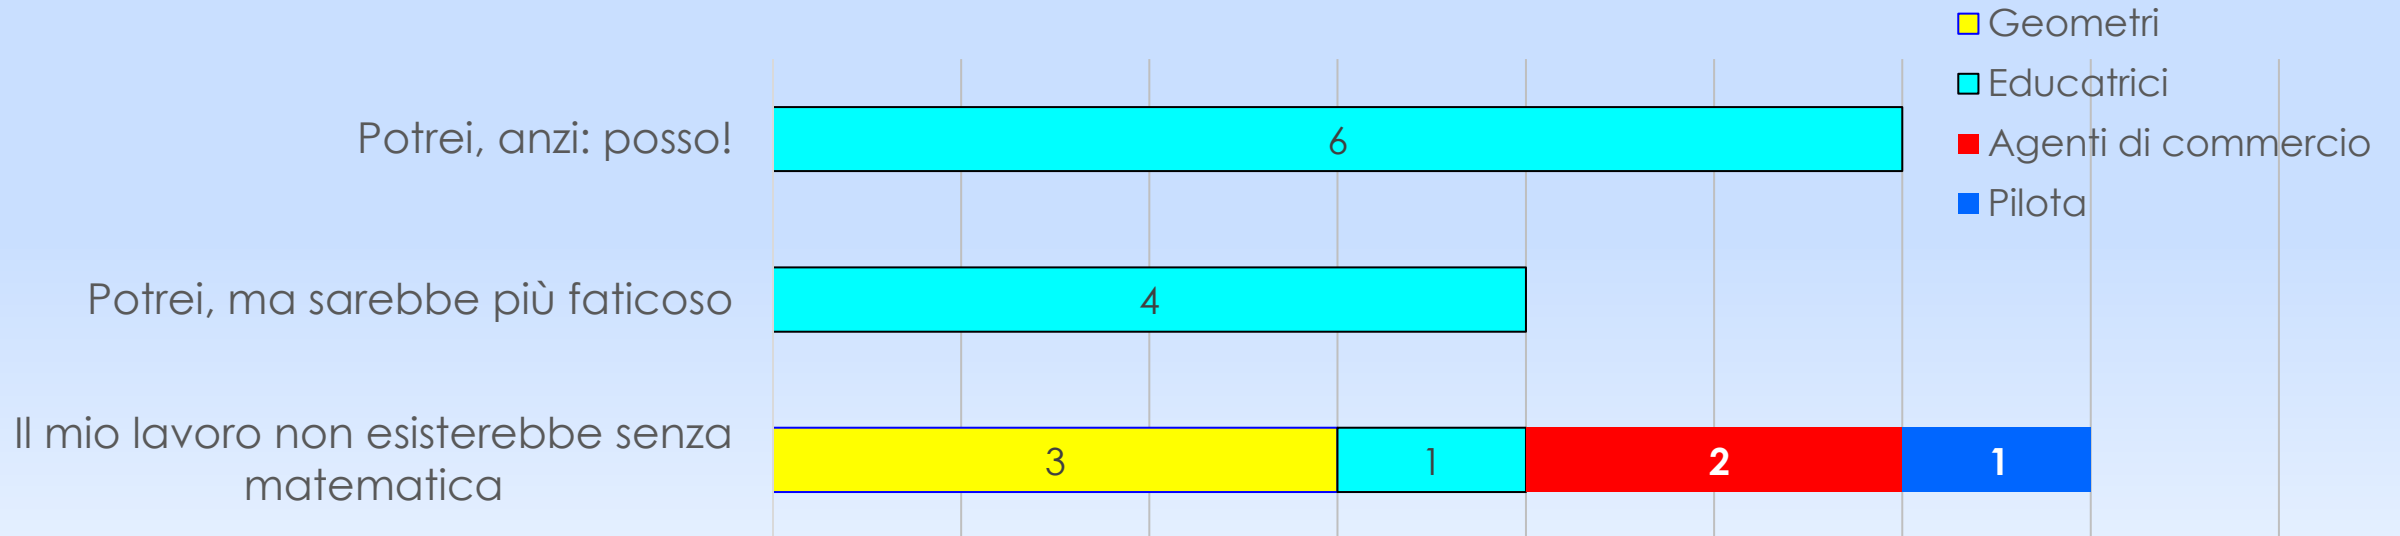 Geometri
Educatrici
Agenti di commercio
Pilota
Potrei, anzi: posso!
6
Potrei, ma sarebbe più faticoso
4
Il mio lavoro non esisterebbe senza
matematica
3 1 2 1